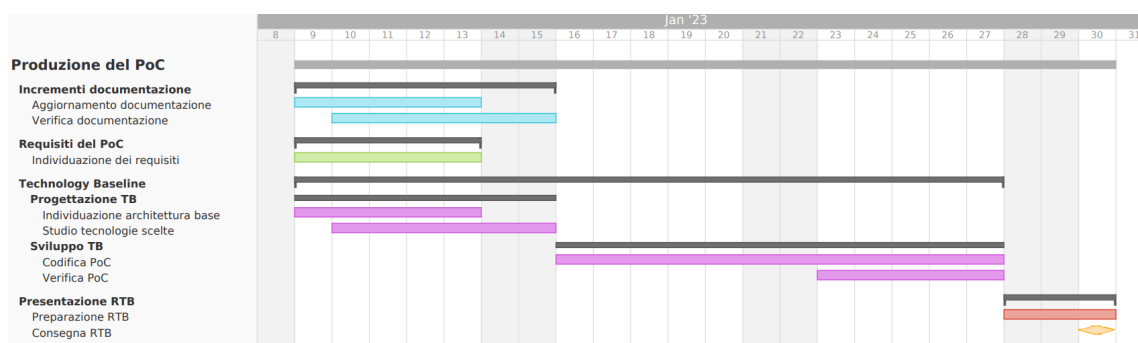 Jan '23
8 9 10 11 12 13 14 15 16 17 18 19 20 21 22 23 24 25 26 27 28 29 30 31
Produzione del PoC
Incrementi documentazione
Aggiornamento documentazione
Verifica documentazione
Requisiti del PoC
Individuazione dei requisiti
Technology Baseline
Progettazione TB
Individuazione architettura base
Studio tecnologie scelte
Sviluppo TB
Codifica PoC
Verifica PoC
Presentazione RTB
Preparazione RTB
Consegna RTB